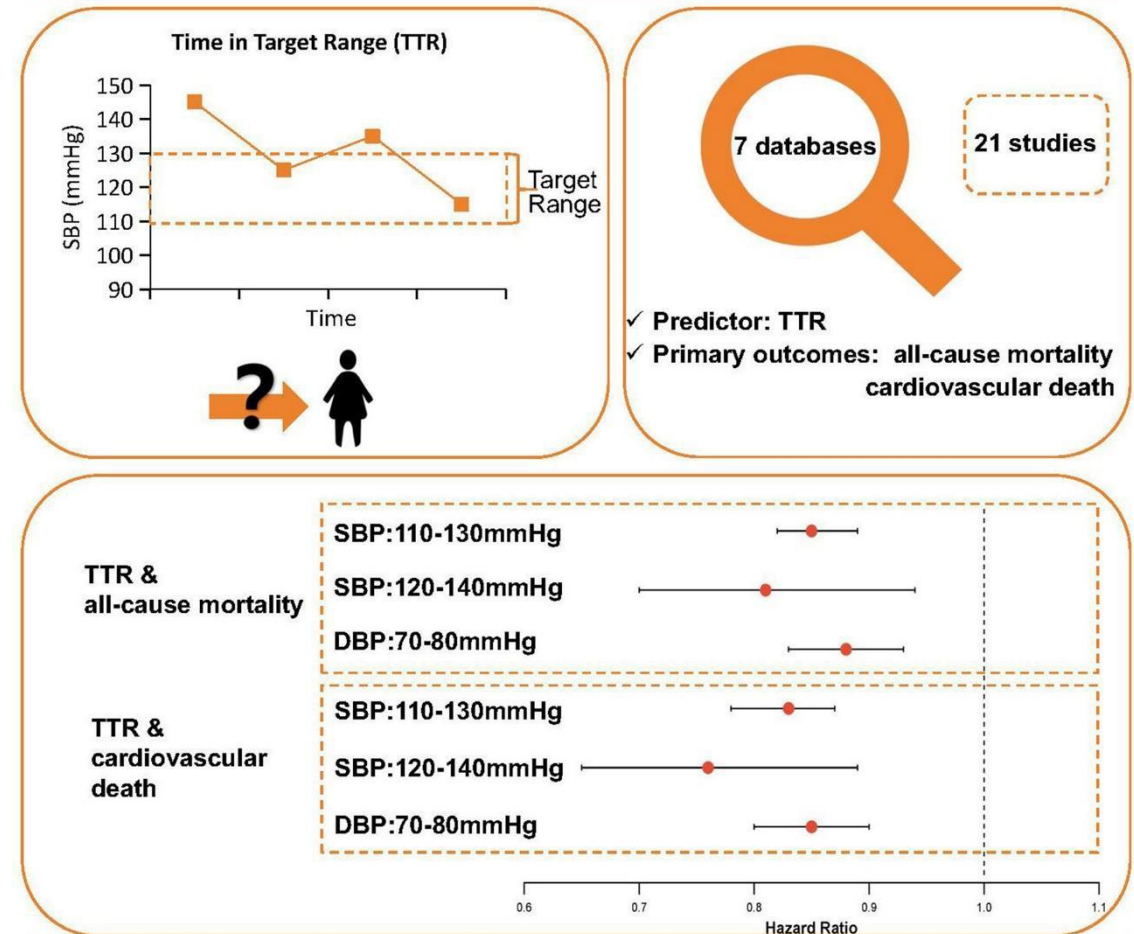 Time in Target Range (TTR)
150
140
130
120
110
100
90
SBP (mmHg)
Target
Range
Time
?
7 databases
21 studies
✓ Predictor: TTR
✓ Primary outcomes: all-cause mortality
cardiovascular death
TTR &
all-cause mortality
SBP:110-130mmHg
SBP:120-140mmHg
DBP:70-80mmHg
TTR &
cardiovascular
death
SBP:110-130mmHg
SBP:120-140mmHg
DBP:70-80mmHg
0.6 0.7 0.8 0.9 1.0 1.1
Hazard Ratio